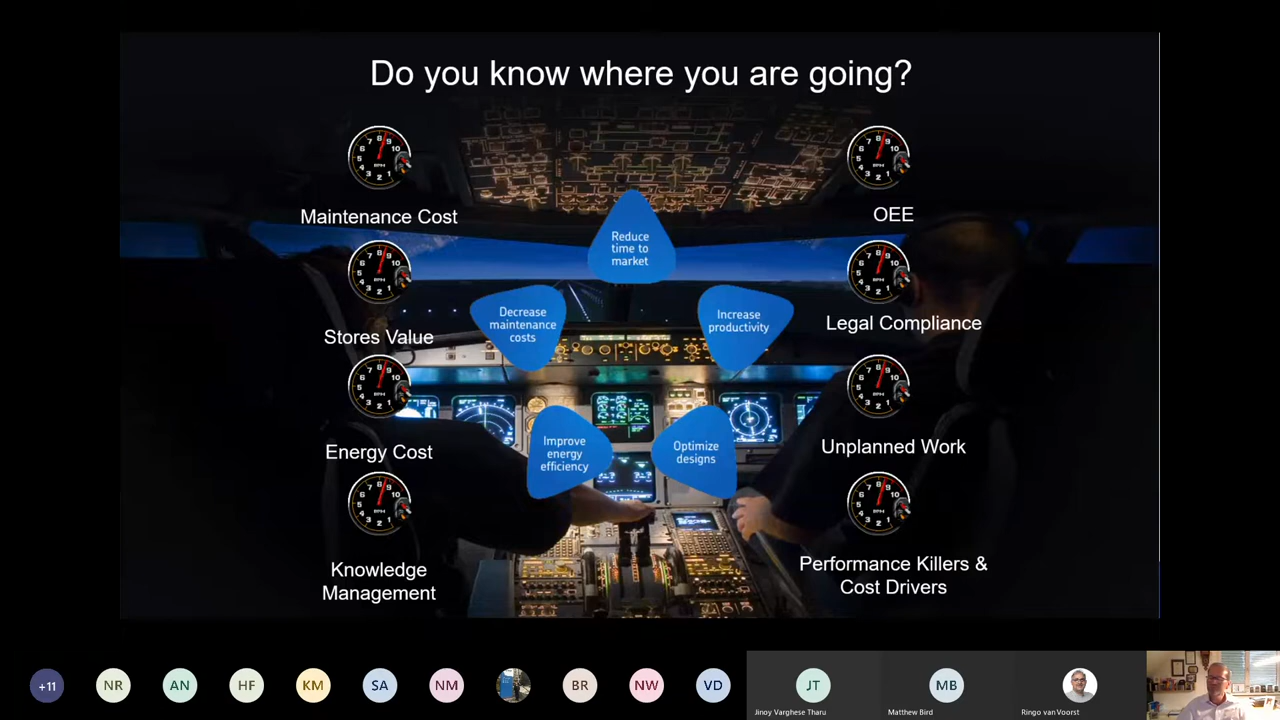 Do you know where you are going?
Maintenance Cost
OEE
Reduce
time to
market
Decrease
maintenance
costs
Increase
productivity
Stores Value
Legal Compliance
Improve
energy
efficiency
Optimize
designs
Energy Cost
Unplanned Work
Knowledge
Management
Performance Killers &
Cost Drivers
+11
NR
AN
HF
KM
SA
NM
BR
NW
VD
JT
Jinoy Varghese Tharu
MB
Matthew Bird
Ringo van Voorst